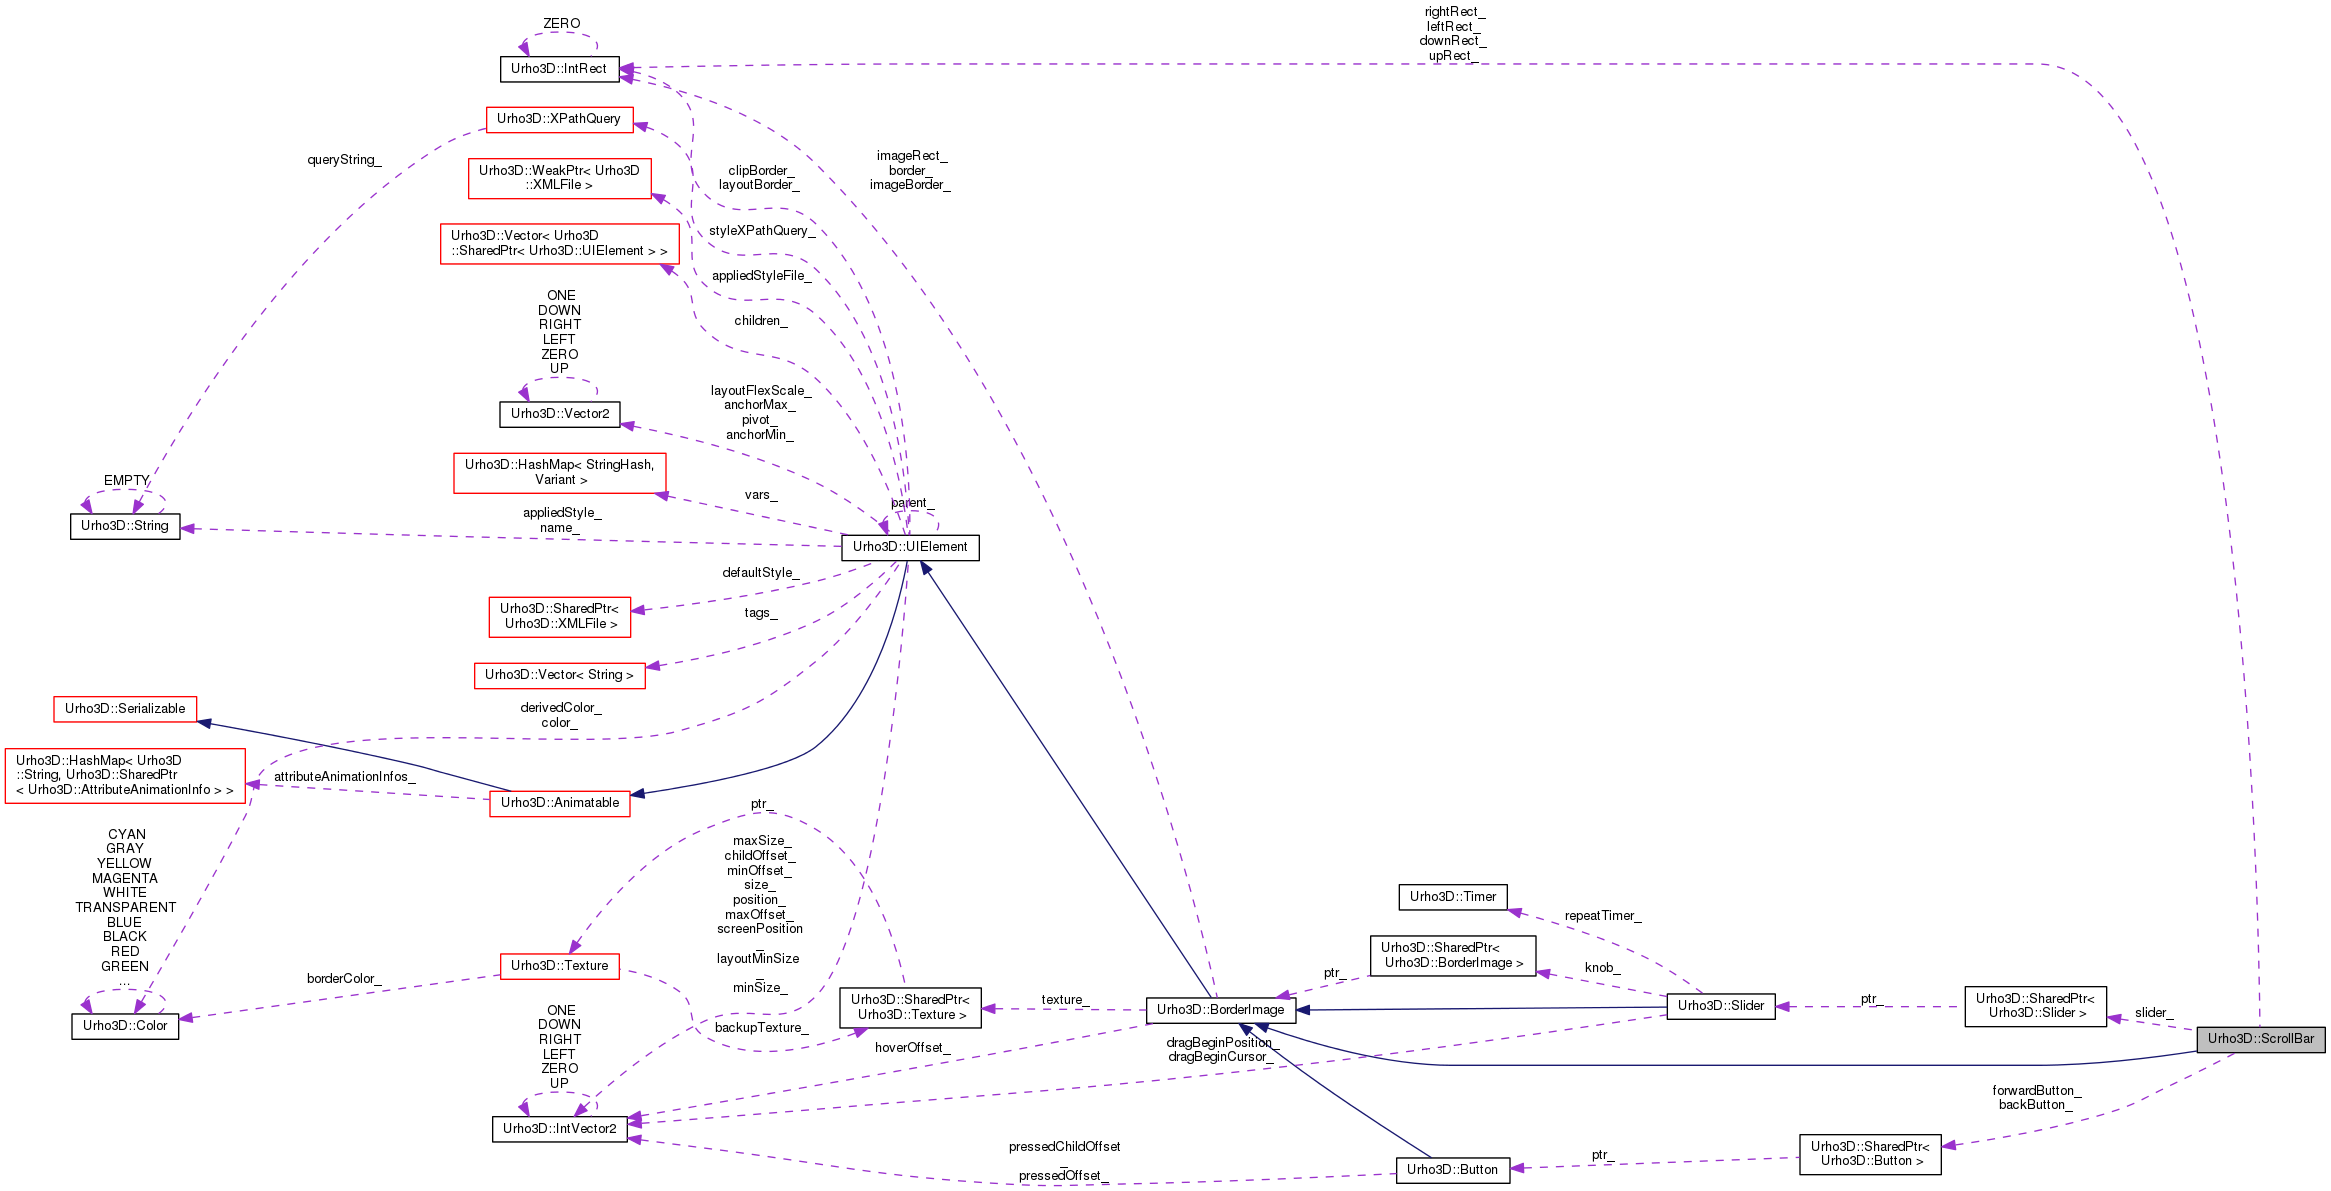 rightRect_
leftRect_
downRect_
upRect_
ZERO
Urho3D::IntRect
Urho3D::XPathQuery
queryString_
Urho3D::WeakPtr< Urho3D
::XMLFile >
clipBorder_
layoutBorder_
imageRect_
border_
imageBorder_
styleXPathQuery_
Urho3D::Vector< Urho3D
::SharedPtr< Urho3D::UIElement > >
appliedStyleFile_
children_
ONE
DOWN
RIGHT
LEFT
ZERO
UP
Urho3D::Vector2
layoutFlexScale_
anchorMax_
pivot_
anchorMin_
Urho3D::HashMap< StringHash,
Variant >
vars_
EMPTY
Urho3D::String
appliedStyle_
name_
parent_
Urho3D::UIElement
defaultStyle_
Urho3D::SharedPtr<
Urho3D::XMLFile >
tags_
Urho3D::Vector< String >
Urho3D::Serializable
derivedColor_
color_
Urho3D::HashMap< Urho3D
::String, Urho3D::SharedPtr
< Urho3D::AttributeAnimationInfo > >
attributeAnimationInfos_
Urho3D::Animatable
ptr_
CYAN
GRAY
YELLOW
MAGENTA
WHITE
TRANSPARENT
BLUE
BLACK
RED
GREEN
...
Urho3D::Color
maxSize_
childOffset_
minOffset_
size_
position_
maxOffset_
screenPosition
_
layoutMinSize
_
minSize_
Urho3D::Texture
borderColor_
backupTexture_
Urho3D::SharedPtr<
Urho3D::Texture >
texture_
hoverOffset_
Urho3D::BorderImage
Urho3D::Timer
repeatTimer_
Urho3D::SharedPtr<
Urho3D::BorderImage >
ptr_
knob_
Urho3D::Slider
ptr_
Urho3D::SharedPtr<
Urho3D::Slider >
slider_
Urho3D::ScrollBar
dragBeginPosition_
dragBeginCursor_
ONE
DOWN
RIGHT
LEFT
ZERO
UP
Urho3D::IntVector2
forwardButton_
backButton_
pressedChildOffset
_
pressedOffset_
Urho3D::Button
ptr_
Urho3D::SharedPtr<
Urho3D::Button >